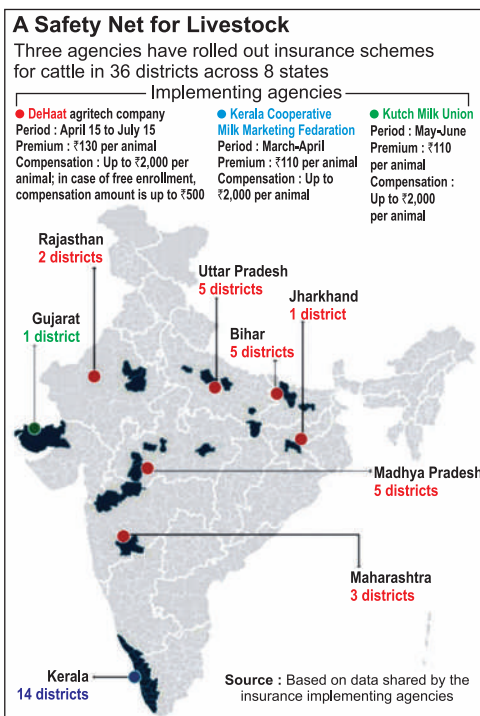 A Safety Net for Livestock
Three agencies have rolled out insurance schemes
for cattle in 36 districts across 8 states
Implementing agencies
DeHaat agritech company
Period : April 15 to July 15
Premium : ₹130 per animal
Compensation : Up to ₹2,000 per
animal; in case of free enrollment,
compensation amount is up to ₹500
Kerala Cooperative
Milk Marketing Fedaration
Period : March-April
Premium : ₹110 per animal
Compensation : Up to
₹2,000 per animal
Kutch Milk Union
Period : May-June
Premium : ₹110
per animal
Compensation :
Up to ₹2,000
per animal
Rajasthan
2 districts
Uttar Pradesh
5 districts
Jharkhand
1 district
Gujarat
1 district
Bihar
5 districts
Madhya Pradesh
5 districts
Maharashtra
3 districts
Kerala
14 districts
Source : Based on data shared by the
insurance implementing agencies